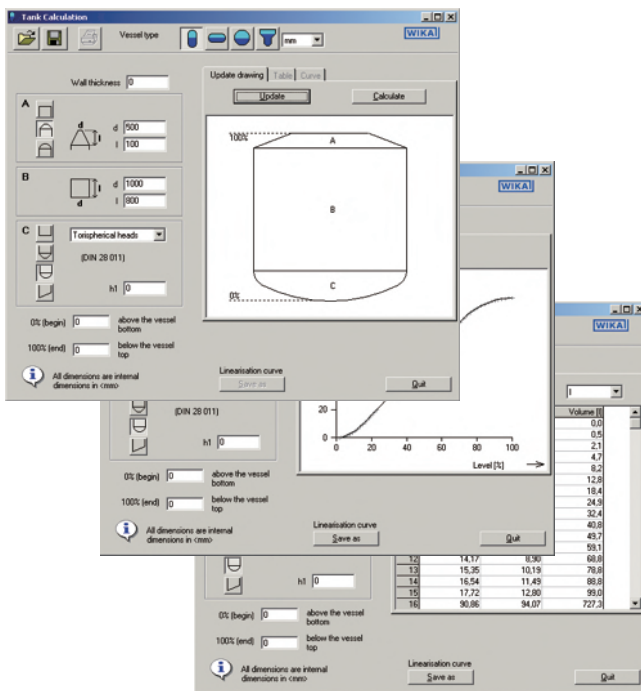 Tank Calculation
Vessel type
mm
WIKAI
Wall thickness 0
Update drawing Table Curve
Update
Calculate
A
d
l
d 500
l 100
B
d
l
d 1000
l 800
C
Torispherical heads
(DIN 28 011)
h1 0
100%
A
B
C
0%
0% (begin) 0 above the vessel
bottom
100% (end) 0 below the vessel
top
All dimensions are internal
dimensions in <mm>
Linearisation curve
Save as
Quit
WIKAI
(DIN 28 011)
h1 0
20
0
0 20 40 60 80 100
Level [%]
0% (begin) 0 above the vessel
bottom
100% (end) 0 below the vessel
top
All dimensions are internal
dimensions in <mm>
Linearisation curve
Save as
Quit
WIKAI
l
Volume [l]
0,0
0,5
2,1
4,7
8,2
12,8
18,4
24,9
32,4
40,8
49,7
59,1
12 14,17 8,90 68,8
13 15,35 10,19 78,8
14 16,54 11,49 88,8
15 17,72 12,80 99,0
16 90,86 94,07 727,3
h1 0
0% (begin) 0 above the vessel
bottom
100% (end) 0 below the vessel
top
All dimensions are internal
dimensions in <mm>
Linearisation curve
Save as
Quit